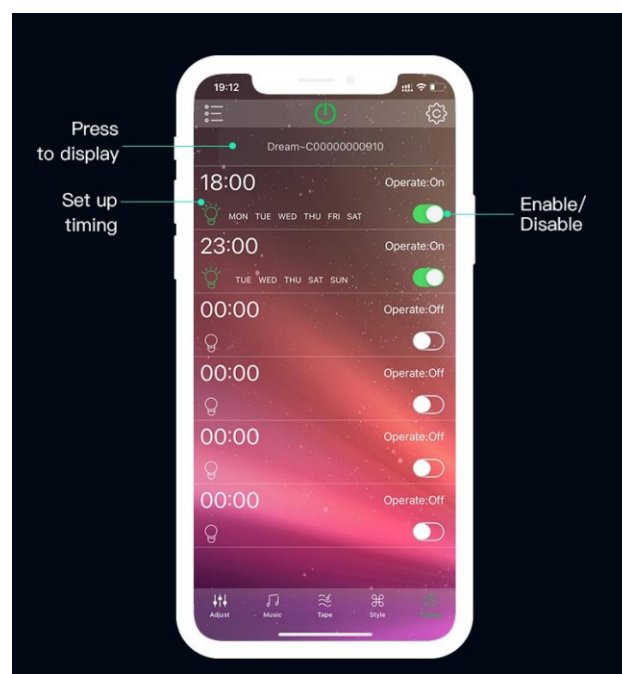 19:12
Press
to display
Dream~C00000000910
18:00
Operate:On
Set up
timing
MON TUE WED THU FRI SAT
Enable/
Disable
23:00
Operate:On
TUE WED THU SAT SUN
00:00
Operate:Off
00:00
Operate:Off
00:00
Operate:Off
00:00
Operate:Off
Adjust
Music
Tape
Style